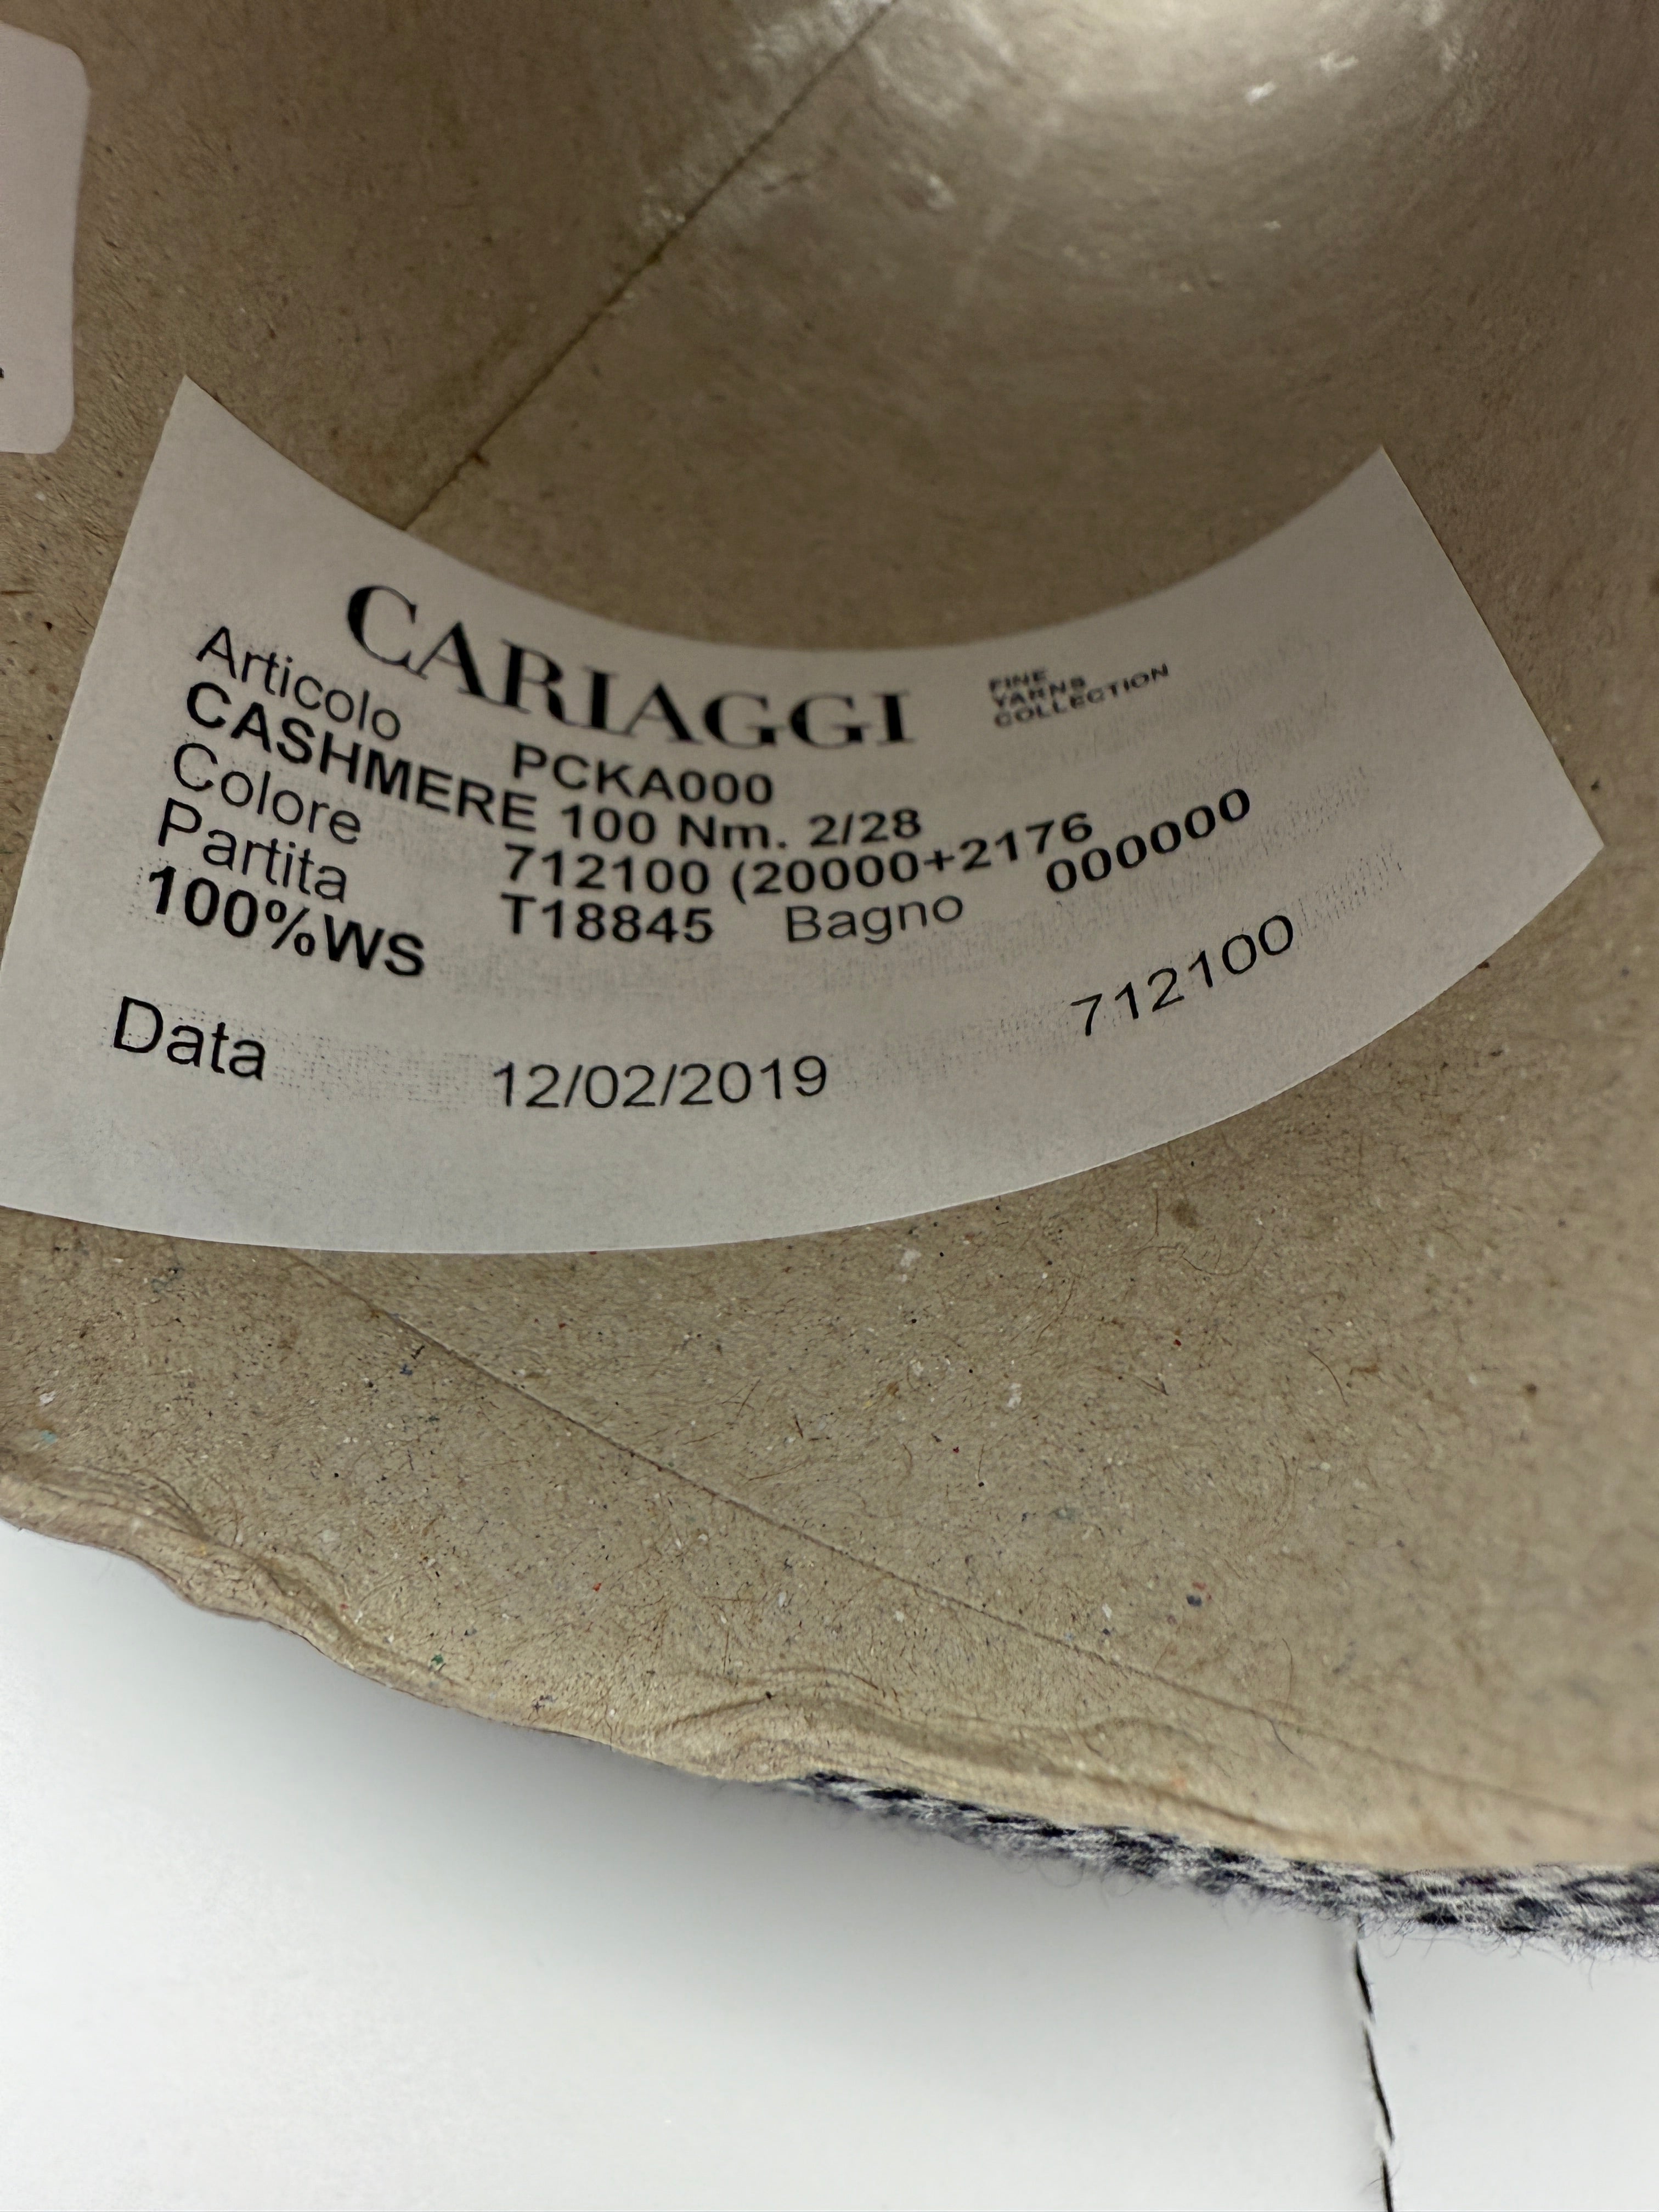 CARIAGGI
FINE
YARNS
COLLECTION
Articolo PCKA000
CASHMERE 100 Nm. 2/28
Colore 712100 (20000+2176
Partita T18845 Bagno 000000
100%WS
712100
Data 12/02/2019